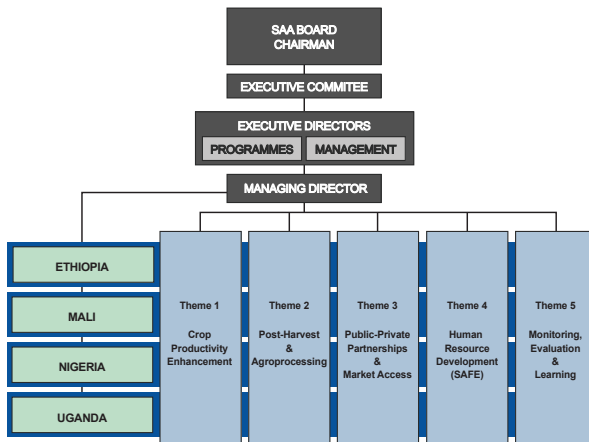 SAA BOARD
CHAIRMAN
EXECUTIVE COMMITEE
EXECUTIVE DIRECTORS
PROGRAMMES
MANAGEMENT
MANAGING DIRECTOR
ETHIOPIA
MALI
NIGERIA
UGANDA
Theme 1
Crop
Productivity
Enhancement
Theme 2
Post-Harvest
&
Agroprocessing
Theme 3
Public-Private
Partnerships
&
Market Access
Theme 4
Human
Resource
Development
(SAFE)
Theme 5
Monitoring,
Evaluation
&
Learning